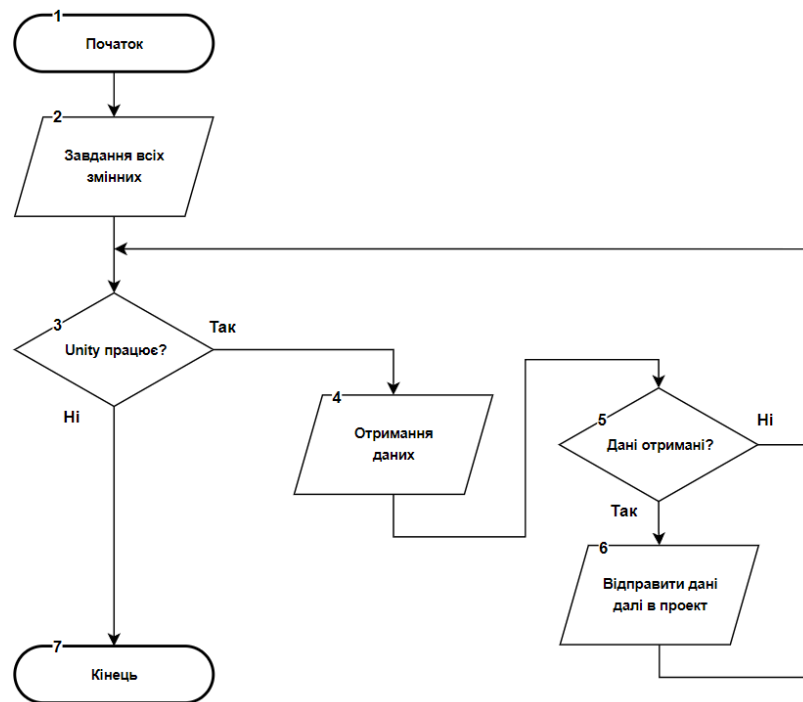 1
Початок
2
Завдання всіх
змінних
3
Unity працює?
Так
Ні
4
Отримання
даних
5
Дані отримані?
Ні
Так
6
Відправити дані
далі в проект
7
Кінець